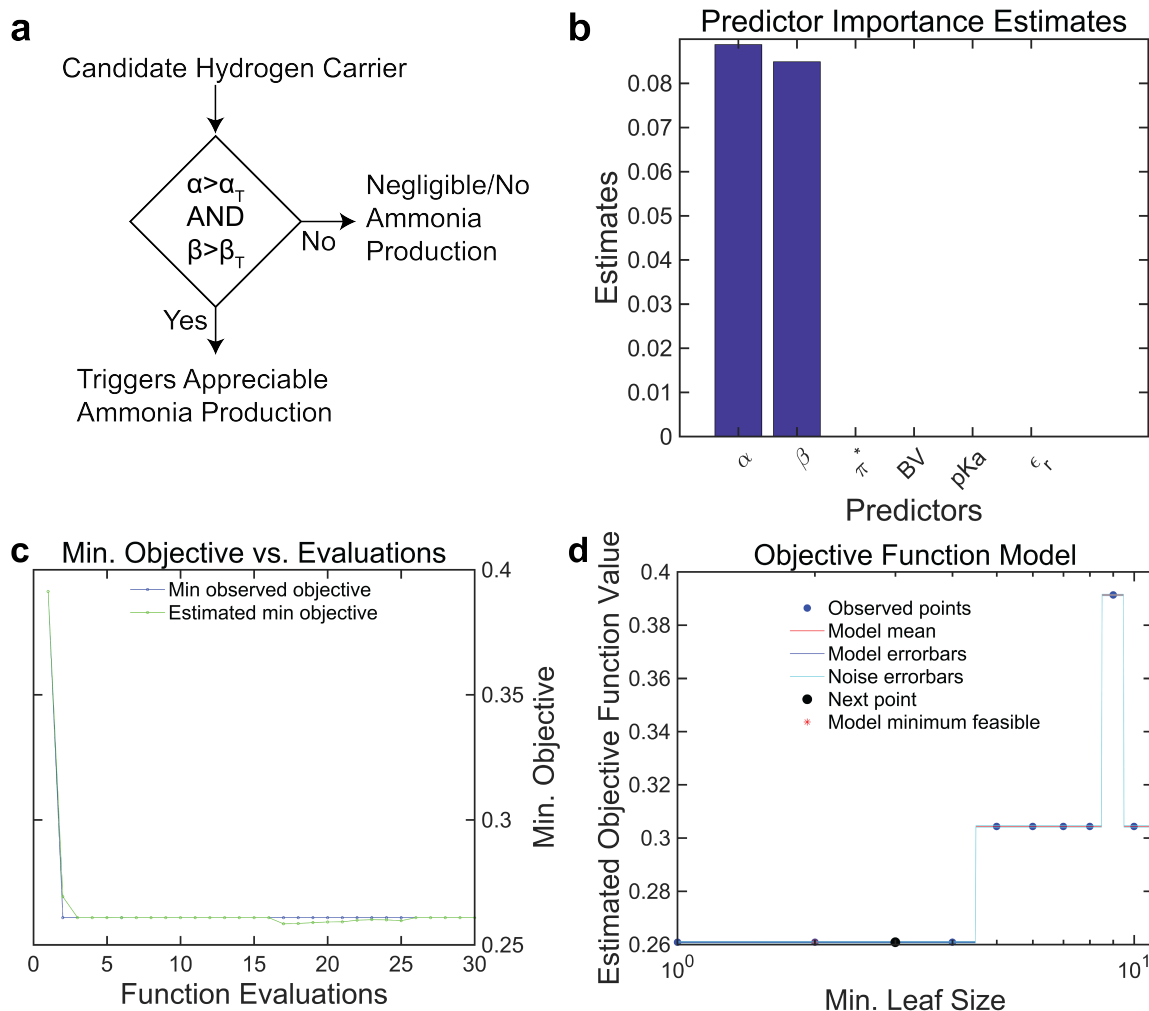 a
Candidate Hydrogen Carrier
α>αT
AND
β>βT
No
Negligible/No
Ammonia
Production
Yes
Triggers Appreciable
Ammonia Production
b
Predictor Importance Estimates
Estimates
0.08
0.07
0.06
0.05
0.04
0.03
0.02
0.01
0
α
β
π*
BV
pKa
ϵr
Predictors
c
Min. Objective vs. Evaluations
Min observed objective
Estimated min objective
0.4
0.35
0.3
0.25
Min. Objective
0 5 10 15 20 25 30
Function Evaluations
d
Objective Function Model
Estimated Objective Function Value
0.4
0.38
0.36
0.34
0.32
0.3
0.28
0.26
Observed points
Model mean
Model errorbars
Noise errorbars
Next point
Model minimum feasible
10⁰ 10¹
Min. Leaf Size